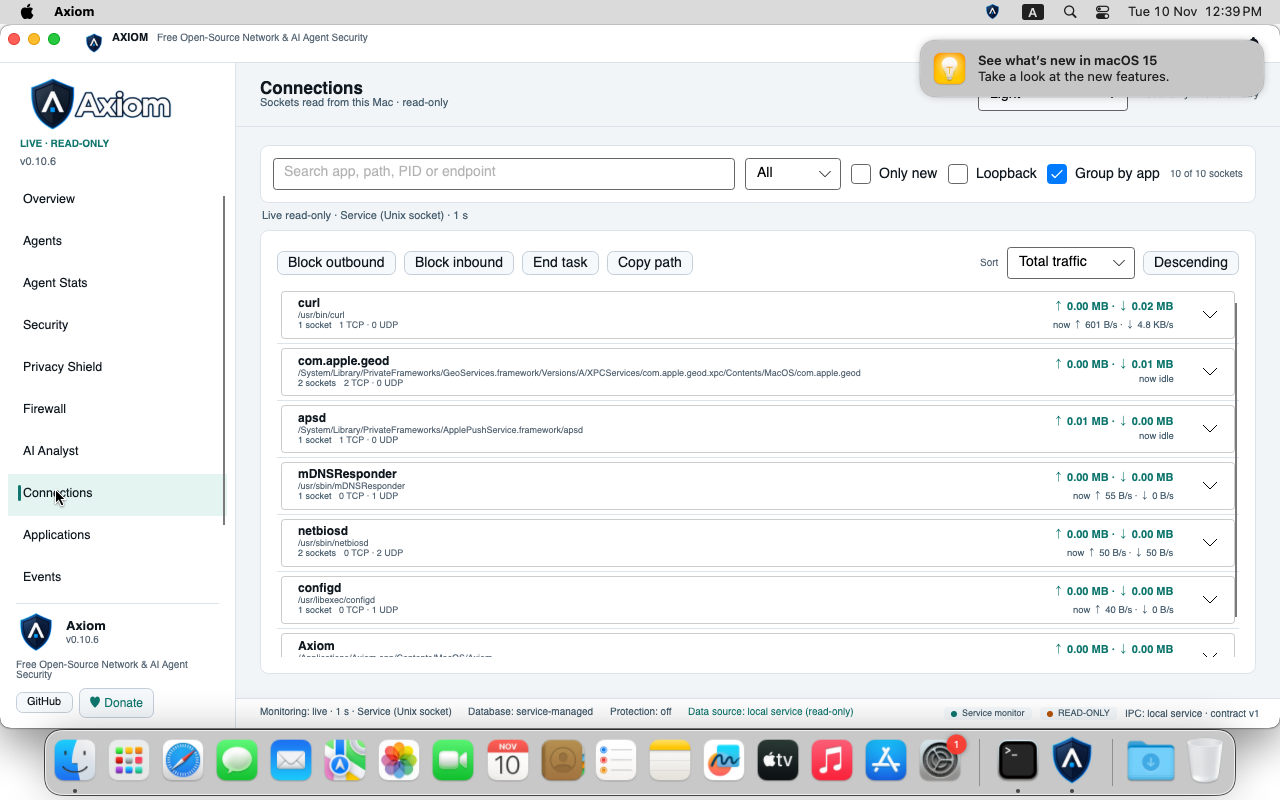 Axiom
A
Tue 10 Nov 12:39 PM
AXIOM Free Open-Source Network & AI Agent Security
See what's new in macOS 15
Take a look at the new features.
Axiom
LIVE · READ-ONLY
v0.10.6
Overview
Agents
Agent Stats
Security
Privacy Shield
Firewall
AI Analyst
Connections
Applications
Events
Axiom
v0.10.6
Free Open-Source Network & AI Agent
Security
GitHub
Donate
Connections
Sockets read from this Mac · read-only
Search app, path, PID or endpoint
All
Only new
Loopback
Group by app
10 of 10 sockets
Live read-only · Service (Unix socket) · 1 s
Block outbound
Block inbound
End task
Copy path
Sort
Total traffic
Descending
curl
/usr/bin/curl
1 socket 1 TCP · 0 UDP
↑ 0.00 MB · ↓ 0.02 MB
now ↑ 601 B/s · ↓ 4.8 KB/s
com.apple.geod
/System/Library/PrivateFrameworks/GeoServices.framework/Versions/A/XPCServices/com.apple.geod.xpc/Contents/MacOS/com.apple.geod
2 sockets 2 TCP · 0 UDP
↑ 0.00 MB · ↓ 0.01 MB
now idle
apsd
/System/Library/PrivateFrameworks/ApplePushService.framework/apsd
1 socket 1 TCP · 0 UDP
↑ 0.01 MB · ↓ 0.00 MB
now idle
mDNSResponder
/usr/sbin/mDNSResponder
1 socket 0 TCP · 1 UDP
↑ 0.00 MB · ↓ 0.00 MB
now ↑ 55 B/s · ↓ 0 B/s
netbiosd
/usr/sbin/netbiosd
2 sockets 0 TCP · 2 UDP
↑ 0.00 MB · ↓ 0.00 MB
now ↑ 50 B/s · ↓ 50 B/s
configd
/usr/libexec/configd
1 socket 0 TCP · 1 UDP
↑ 0.00 MB · ↓ 0.00 MB
now ↑ 40 B/s · ↓ 0 B/s
Axiom
/Applications/Axiom.app/Contents/MacOS/Axiom
↑ 0.00 MB · ↓ 0.00 MB
Monitoring: live · 1 s · Service (Unix socket)
Database: service-managed
Protection: off
Data source: local service (read-only)
Service monitor
READ-ONLY
IPC: local service · contract v1
NOV
10
tv
1